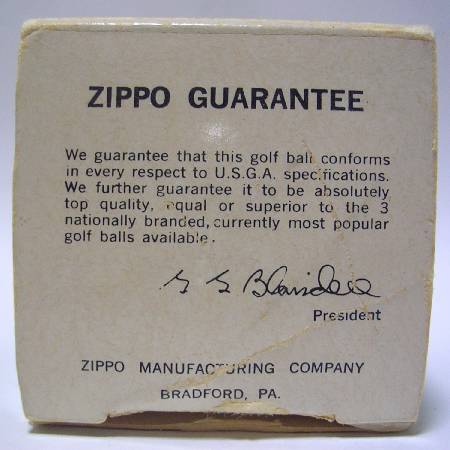 ZIPPO GUARANTEE
We guarantee that this golf ball conforms
in every respect to U.S.G.A. specifications.
We further guarantee it to be absolutely
top quality, equal or superior to the 3
nationally branded, currently most popular
golf balls available.
G G Blaisdell
President
ZIPPO MANUFACTURING COMPANY
BRADFORD, PA.